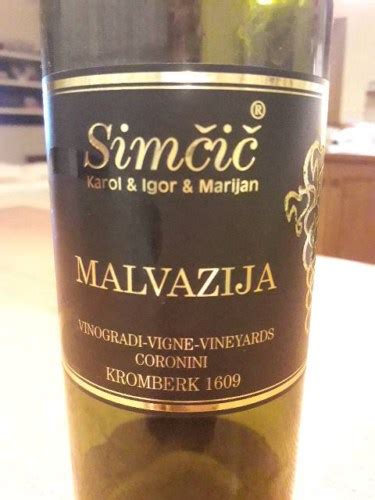 Simčič®
Karol & Igor & Marijan
MALVAZIJA
VINOGRADI-VIGNE-VINEYARDS
CORONINI
KROMBERK 1609